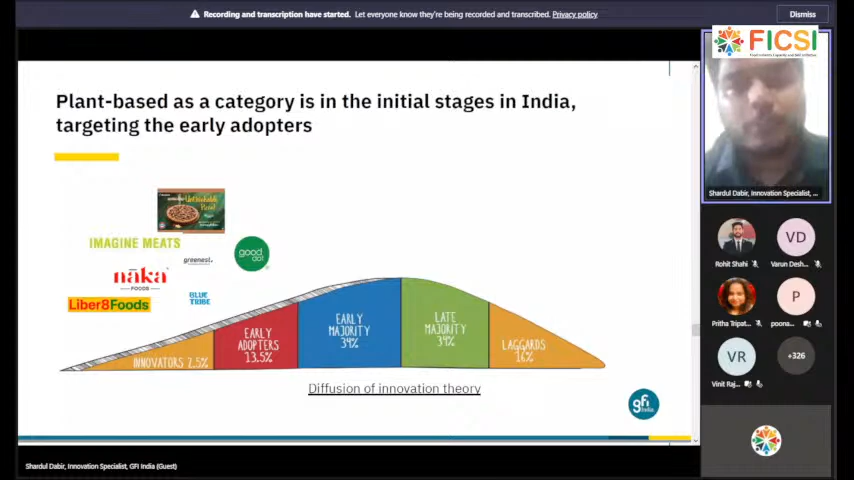 Recording and transcription have started. Let everyone know they're being recorded and transcribed. Privacy policy
Dismiss
FICSI
Plant-based as a category is in the initial stages in India,
targeting the early adopters
IMAGINE MEATS
greenest
good
dot
nāka
FOODS
BLUE
TRIBE
Liber8Foods
INNOVATORS 2.5%
EARLY
ADOPTERS
13.5%
EARLY
MAJORITY
34%
LATE
MAJORITY
34%
LAGGARDS
16%
Diffusion of innovation theory
gfi
India
Shardul Dabir, Innovation Specialist, GFI India (Guest)
Shardul Dabir, Innovation Specialist, ...
Rohit Shahi
VD
Varun Desh...
Pritha Tripat...
P
poona...
VR
Vinit Raj...
+326